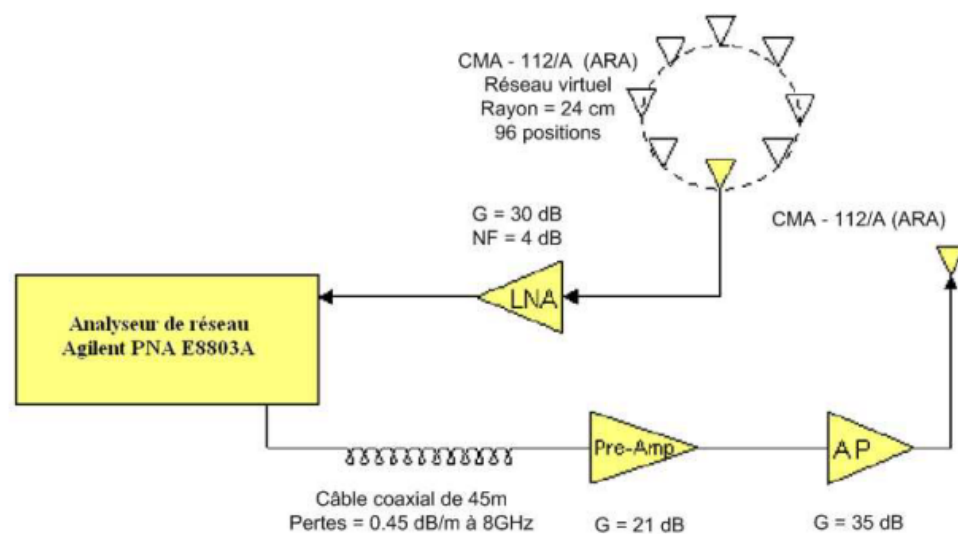 CMA - 112/A (ARA)
Réseau virtuel
Rayon = 24 cm
96 positions
G = 30 dB
NF = 4 dB
CMA - 112/A (ARA)
LNA
Analyseur de réseau
Agilent PNA E8803A
Pre-Amp
AP
Câble coaxial de 45m
Pertes = 0.45 dB/m à 8GHz
G = 21 dB
G = 35 dB